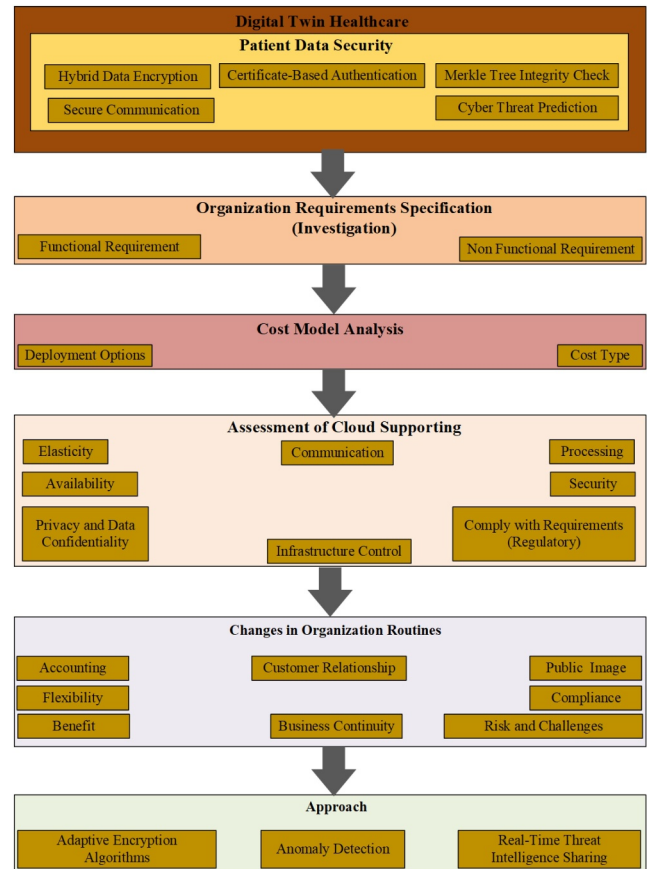 Digital Twin Healthcare
Patient Data Security
Hybrid Data Encryption
Certificate-Based Authentication
Merkle Tree Integrity Check
Secure Communication
Cyber Threat Prediction
Organization Requirements Specification
(Investigation)
Functional Requirement
Non Functional Requirement
Cost Model Analysis
Deployment Options
Cost Type
Assessment of Cloud Supporting
Elasticity
Communication
Processing
Availability
Security
Privacy and Data
Confidentiality
Infrastructure Control
Comply with Requirements
(Regulatory)
Changes in Organization Routines
Accounting
Customer Relationship
Public Image
Flexibility
Compliance
Benefit
Business Continuity
Risk and Challenges
Approach
Adaptive Encryption
Algorithms
Anomaly Detection
Real-Time Threat
Intelligence Sharing